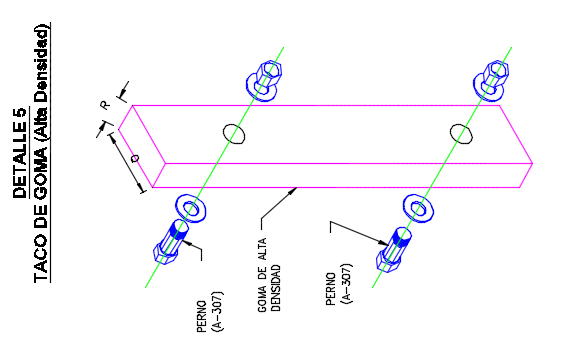 DETALLE 5
TACO DE GOMA (Alta Densidad)
R
O
PERNO
(A-307)
GOMA DE ALTA
DENSIDAD
PERNO
(A-307)